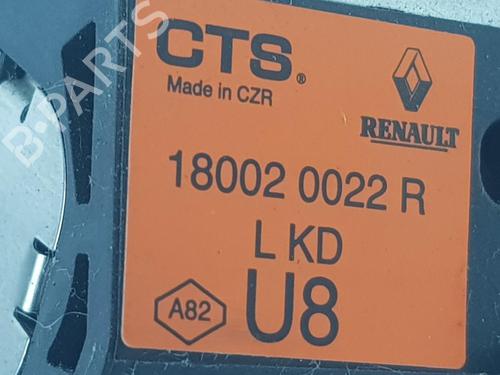 CTS®
Made in CZR
RENAULT
18002 0022 R
L KD
A82
U8
B-PARTS